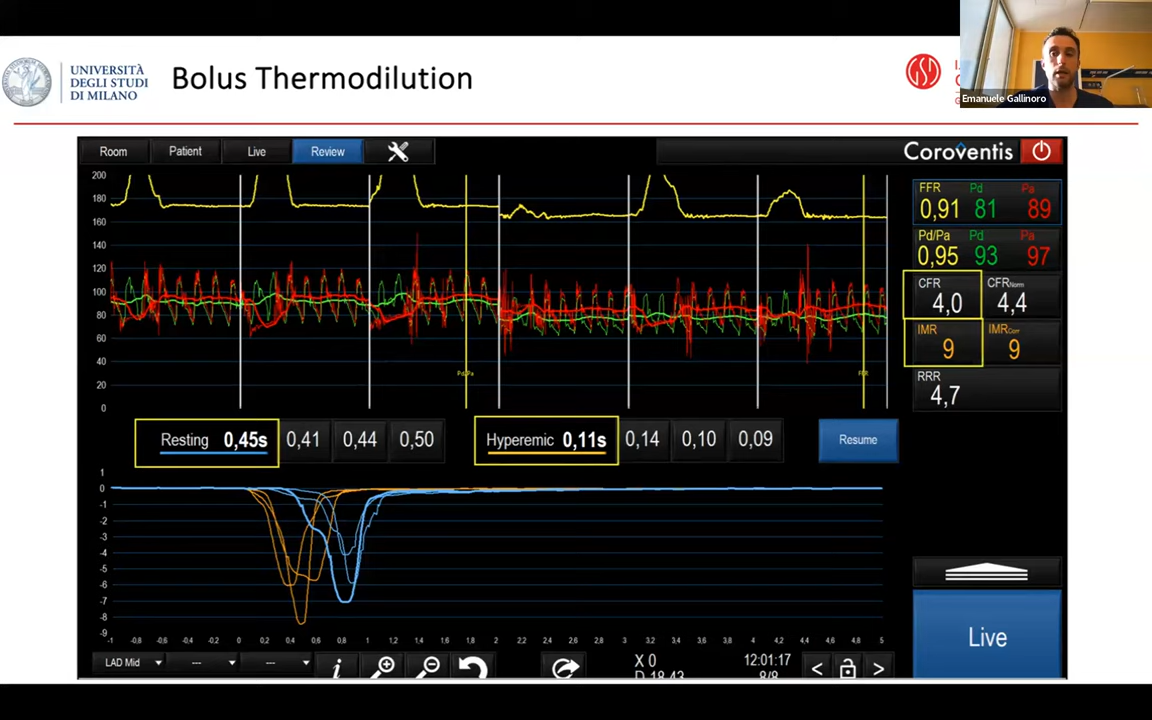 UNIVERSITÀ
DEGLI STUDI
DI MILANO
Bolus Thermodilution
Emanuele Gallinoro
Room Patient Live Review
Coroventis
200
180
160
140
120
100
80
60
40
20
0
Pd/Pa
FFR
FFR Pd Pa
0,91 81 89
Pd/Pa Pd Pa
0,95 93 97
CFR CFRNorm
4,0 4,4
IMR IMRCorr
9 9
RRR
4,7
Resting 0,45s 0,41 0,44 0,50
Hyperemic 0,11s 0,14 0,10 0,09
Resume
1
0
-1
-2
-3
-4
-5
-6
-7
-8
-9
-1 -0,8 -0,6 -0,4 -0,2 0 0,2 0,4 0,6 0,8 1 1,2 1,4 1,6 1,8 2 2,2 2,4 2,6 2,8 3 3,2 3,4 3,6 3,8 4 4,2 4,4 4,6 4,8 5
Live
LAD Mid --- --- i
X 0
D 18,43
12:01:17
8/8
< >